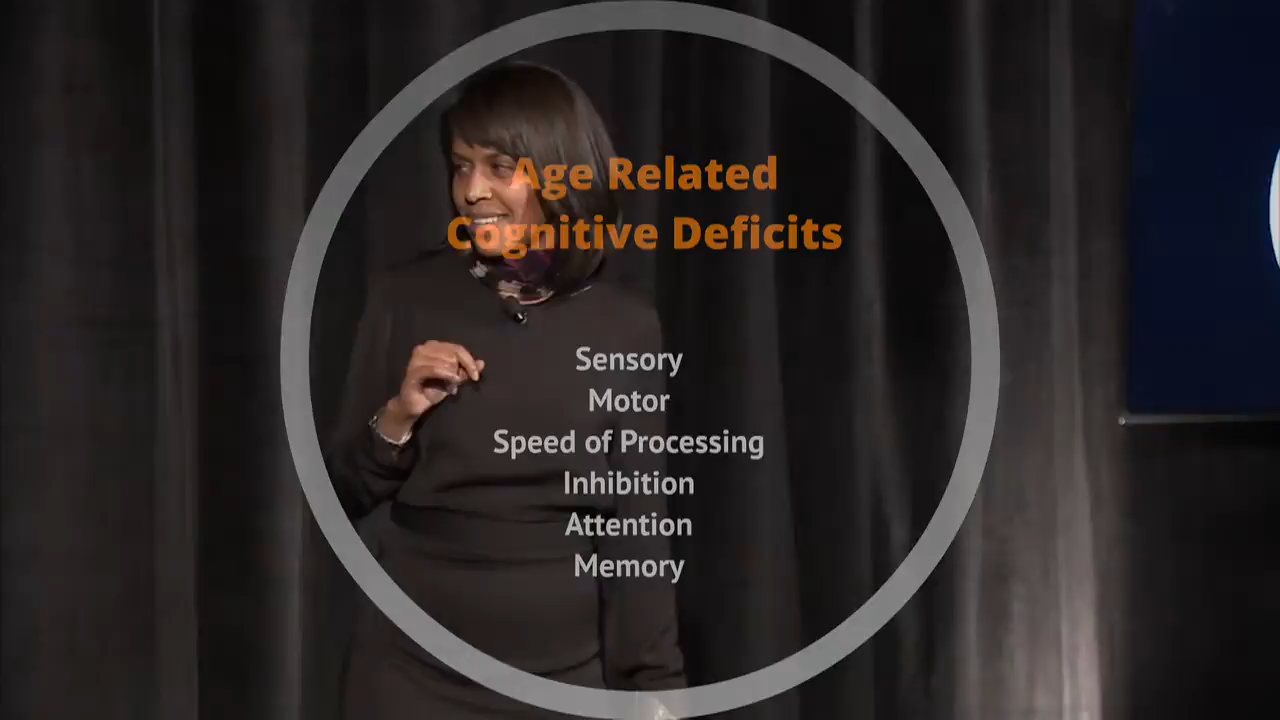 Age Related
Cognitive Deficits
Sensory
Motor
Speed of Processing
Inhibition
Attention
Memory